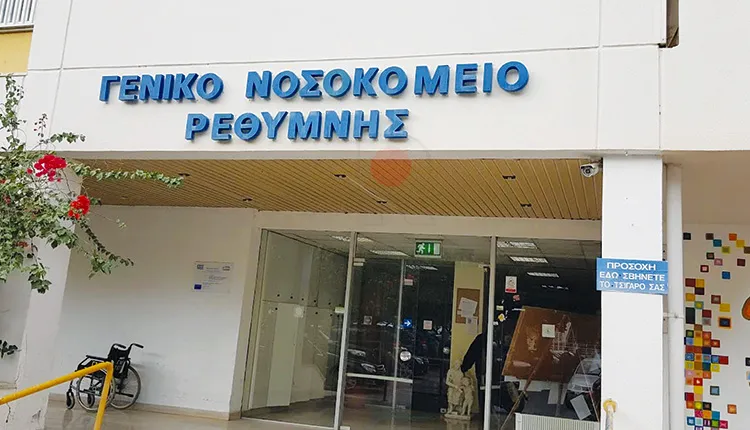 ΓΕΝΙΚΟ ΝΟΣΟΚΟΜΕΙΟ
ΡΕΘΥΜΝΗΣ
ΠΡΟΣΟΧΗ
ΕΔΩ ΣΒΗΝΕΤΕ
ΤΟ ΤΣΙΓΑΡΟ ΣΑΣ